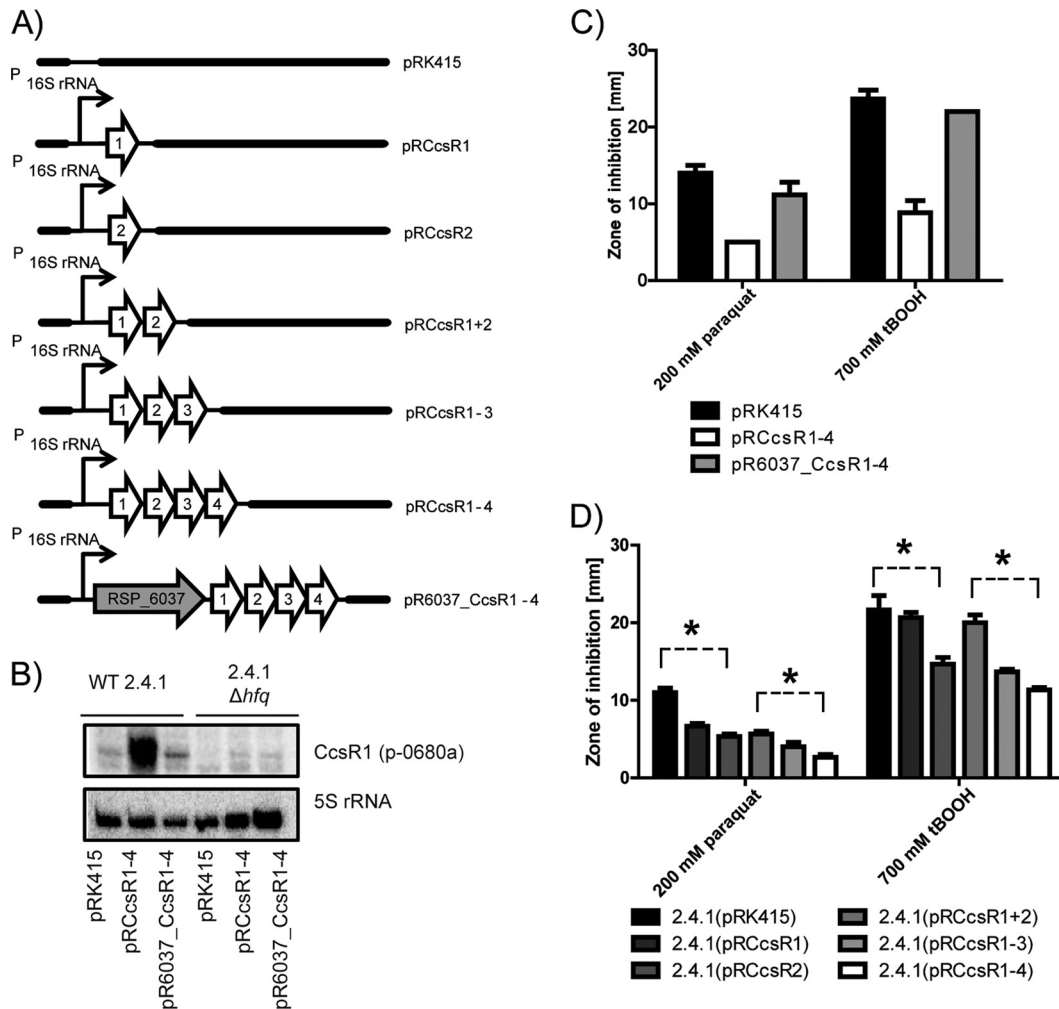 A)
pRK415
P 16S rRNA
1
pRCcsR1
P 16S rRNA
2
pRCcsR2
P 16S rRNA
1 2
pRCcsR1+2
P 16S rRNA
1 2 3
pRCcsR1-3
P 16S rRNA
1 2 3 4
pRCcsR1-4
P 16S rRNA
RSP_6037 1 2 3 4
pR6037_CcsR1-4
B)
WT 2.4.1
2.4.1
Δhfq
CcsR1 (p-0680a)
5S rRNA
pRK415
pRCcsR1-4
pR6037_CcsR1-4
pRK415
pRCcsR1-4
pR6037_CcsR1-4
C)
Zone of inhibition [mm]
30
20
10
0
200 mM paraquat
700 mM tBOOH
pRK415
pRCcsR1-4
pR6037_CcsR1-4
D)
Zone of inhibition [mm]
30
20
10
0
*
*
*
*
200 mM paraquat
700 mM tBOOH
2.4.1(pRK415)
2.4.1(pRCcsR1)
2.4.1(pRCcsR2)
2.4.1(pRCcsR1+2)
2.4.1(pRCcsR1-3)
2.4.1(pRCcsR1-4)